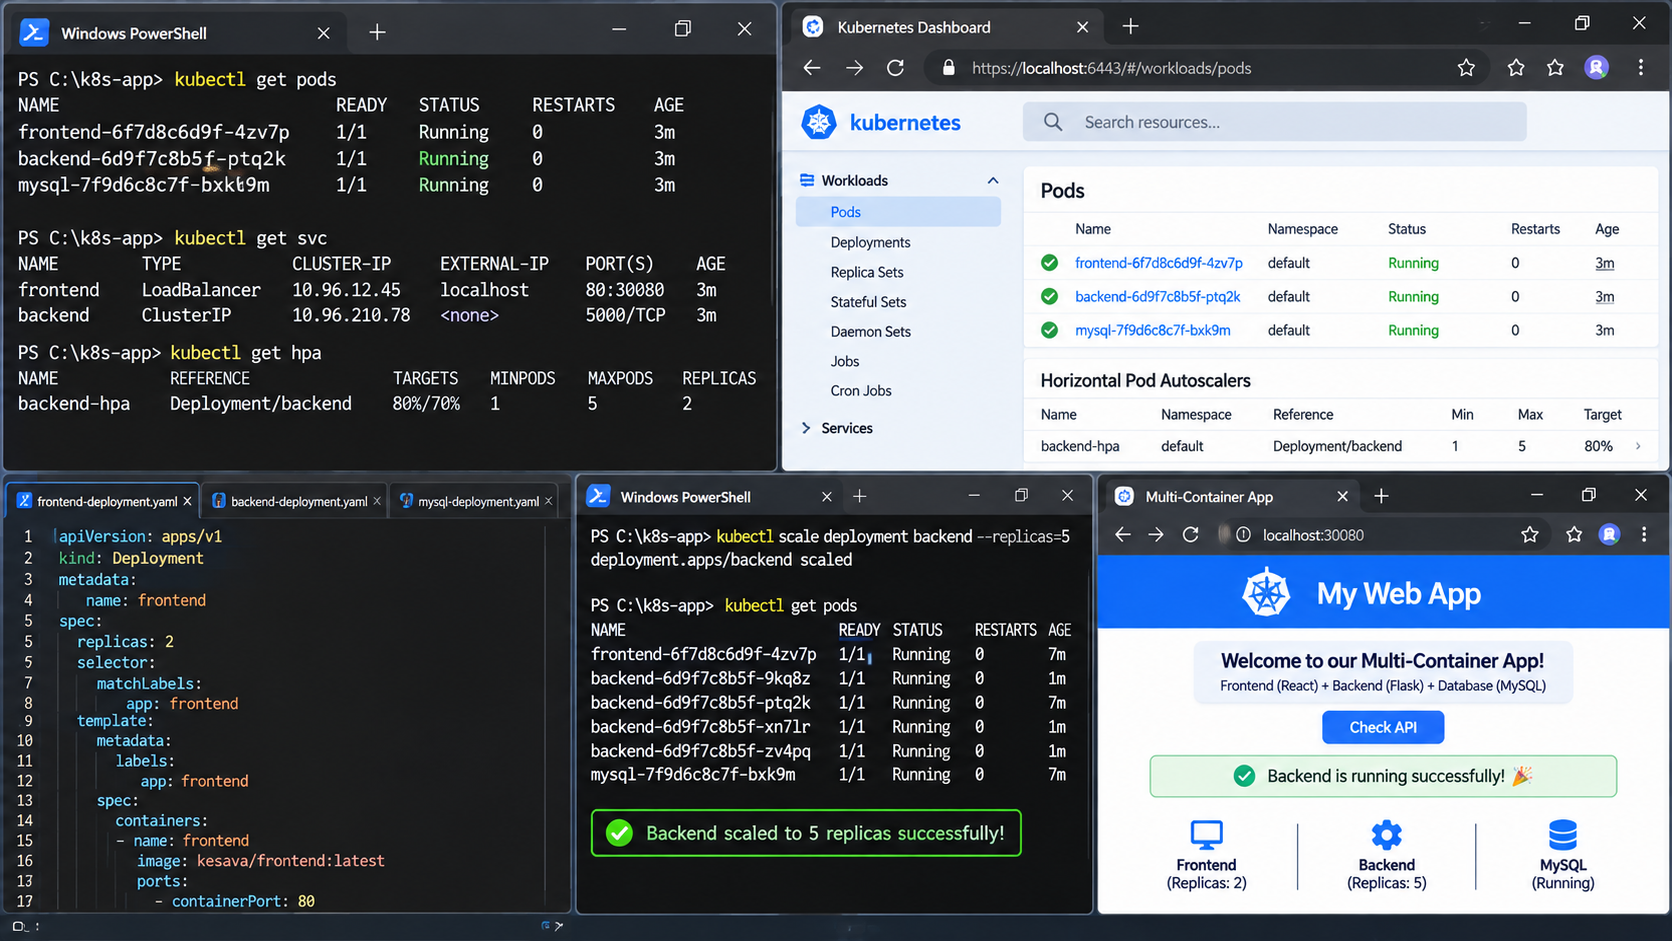 Windows PowerShell
PS C:\k8s-app> kubectl get pods
NAME READY STATUS RESTARTS AGE
frontend-6f7d8c6d9f-4zv7p 1/1 Running 0 3m
backend-6d9f7c8b5f-ptq2k 1/1 Running 0 3m
mysql-7f9d6c8c7f-bxk9m 1/1 Running 0 3m
PS C:\k8s-app> kubectl get svc
NAME TYPE CLUSTER-IP EXTERNAL-IP PORT(S) AGE
frontend LoadBalancer 10.96.12.45 localhost 80:30080 3m
backend ClusterIP 10.96.210.78 <none> 5000/TCP 3m
PS C:\k8s-app> kubectl get hpa
NAME REFERENCE TARGETS MINPODS MAXPODS REPLICAS
backend-hpa Deployment/backend 80%/70% 1 5 2
Kubernetes Dashboard
https://localhost:6443/#/workloads/pods
R
kubernetes
Search resources...
Workloads
Pods
Deployments
Replica Sets
Stateful Sets
Daemon Sets
Jobs
Cron Jobs
Services
Pods
Name Namespace Status Restarts Age
frontend-6f7d8c6d9f-4zv7p default Running 0 3m
backend-6d9f7c8b5f-ptq2k default Running 0 3m
mysql-7f9d6c8c7f-bxk9m default Running 0 3m
Horizontal Pod Autoscalers
Name Namespace Reference Min Max Target
backend-hpa default Deployment/backend 1 5 80%
frontend-deployment.yaml backend-deployment.yaml mysql-deployment.yaml
1 apiVersion: apps/v1
2 kind: Deployment
3 metadata:
4 name: frontend
5 spec:
5 replicas: 2
5 selector:
7 matchLabels:
8 app: frontend
9 template:
10 metadata:
11 labels:
12 app: frontend
13 spec:
14 containers:
15 - name: frontend
16 image: kesava/frontend:latest
13 ports:
17 - containerPort: 80
Windows PowerShell
PS C:\k8s-app> kubectl scale deployment backend --replicas=5
deployment.apps/backend scaled
PS C:\k8s-app> kubectl get pods
NAME READY STATUS RESTARTS AGE
frontend-6f7d8c6d9f-4zv7p 1/1 Running 0 7m
backend-6d9f7c8b5f-9kq8z 1/1 Running 0 1m
backend-6d9f7c8b5f-ptq2k 1/1 Running 0 7m
backend-6d9f7c8b5f-xn7lr 1/1 Running 0 1m
backend-6d9f7c8b5f-zv4pq 1/1 Running 0 1m
mysql-7f9d6c8c7f-bxk9m 1/1 Running 0 7m
Backend scaled to 5 replicas successfully!
Multi-Container App
localhost:30080
R
My Web App
Welcome to our Multi-Container App!
Frontend (React) + Backend (Flask) + Database (MySQL)
Check API
Backend is running successfully! 🎉
Frontend Backend MySQL
(Replicas: 2) (Replicas: 5) (Running)